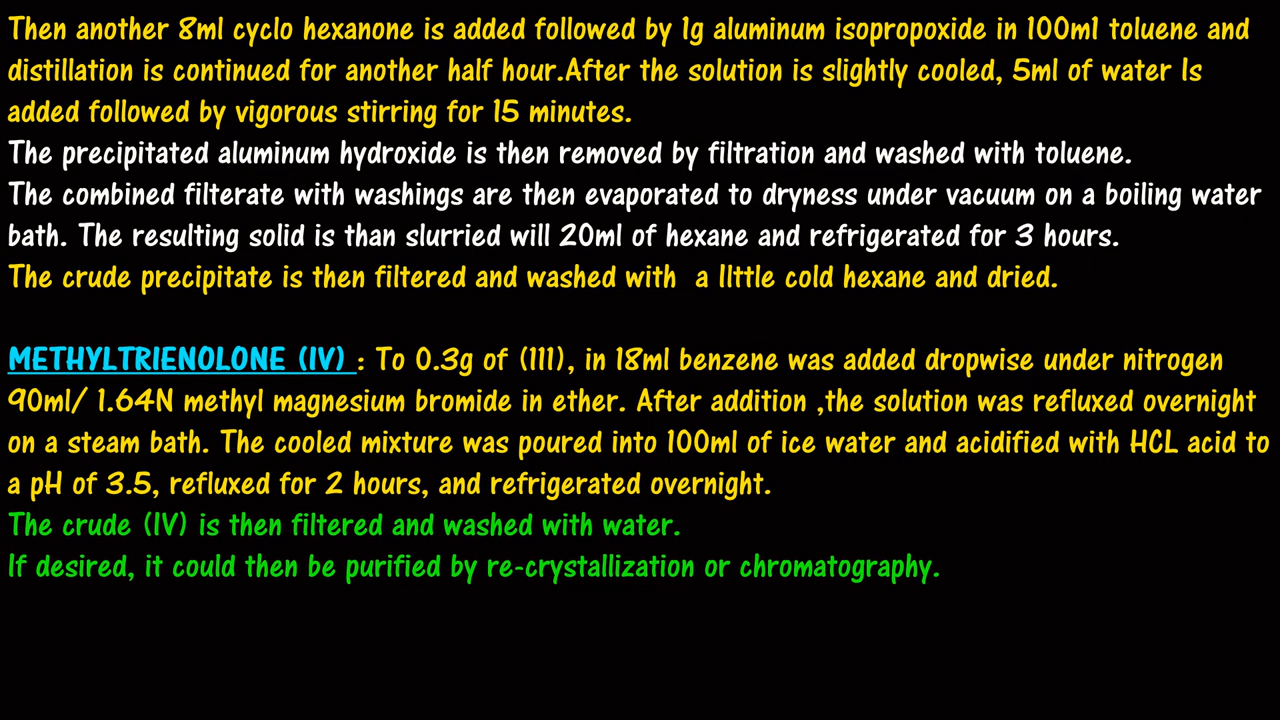 Then another 8ml cyclo hexanone is added followed by 1g aluminum isopropoxide in 100ml toluene and
distillation is continued for another half hour.After the solution is slightly cooled, 5ml of water Is
added followed by vigorous stirring for 15 minutes.
The precipitated aluminum hydroxide is then removed by filtration and washed with toluene.
The combined filterate with washings are then evaporated to dryness under vacuum on a boiling water
bath. The resulting solid is than slurried will 20ml of hexane and refrigerated for 3 hours.
The crude precipitate is then filtered and washed with a lIttle cold hexane and dried.
METHYLTRIENOLONE (IV) : To 0.3g of (111), in 18ml benzene was added dropwise under nitrogen
90ml/ 1.64N methyl magnesium bromide in ether. After addition ,the solution was refluxed overnight
on a steam bath. The cooled mixture was poured into 100ml of ice water and acidified with HCL acid to
a pH of 3.5, refluxed for 2 hours, and refrigerated overnight.
The crude (IV) is then filtered and washed with water.
If desired, it could then be purified by re-crystallization or chromatography.